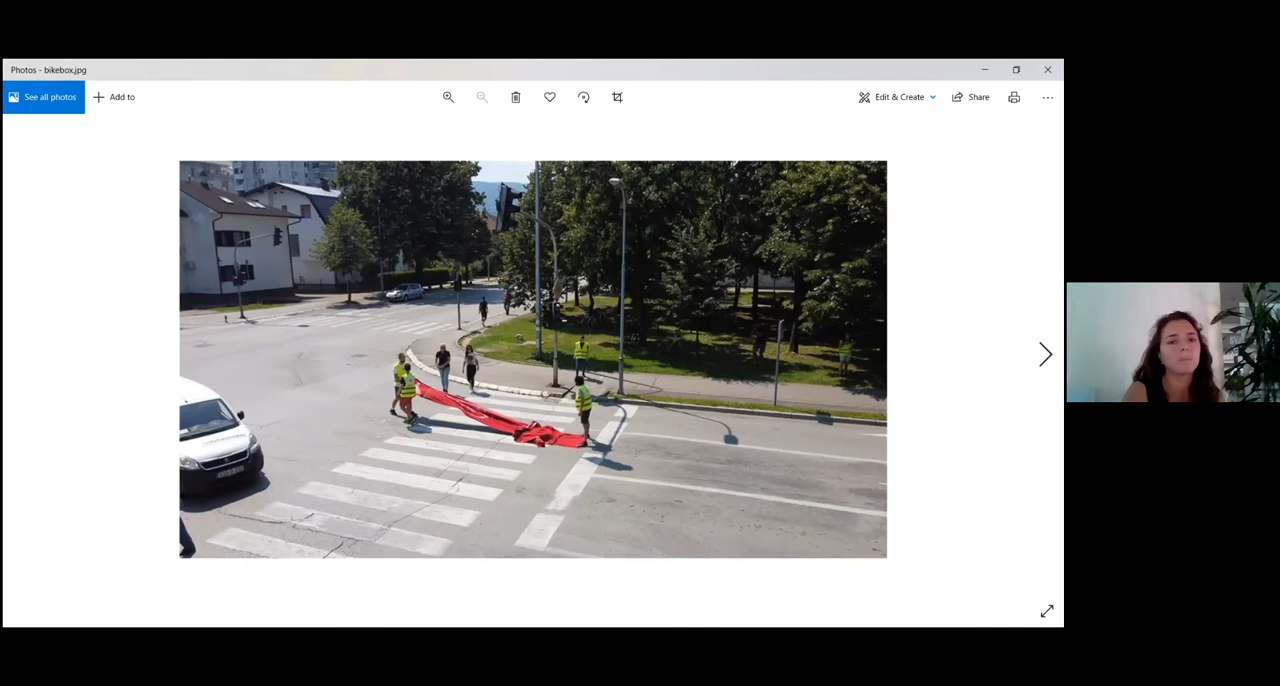 Photos - bikebox.jpg
See all photos
Add to
Edit & Create
Share